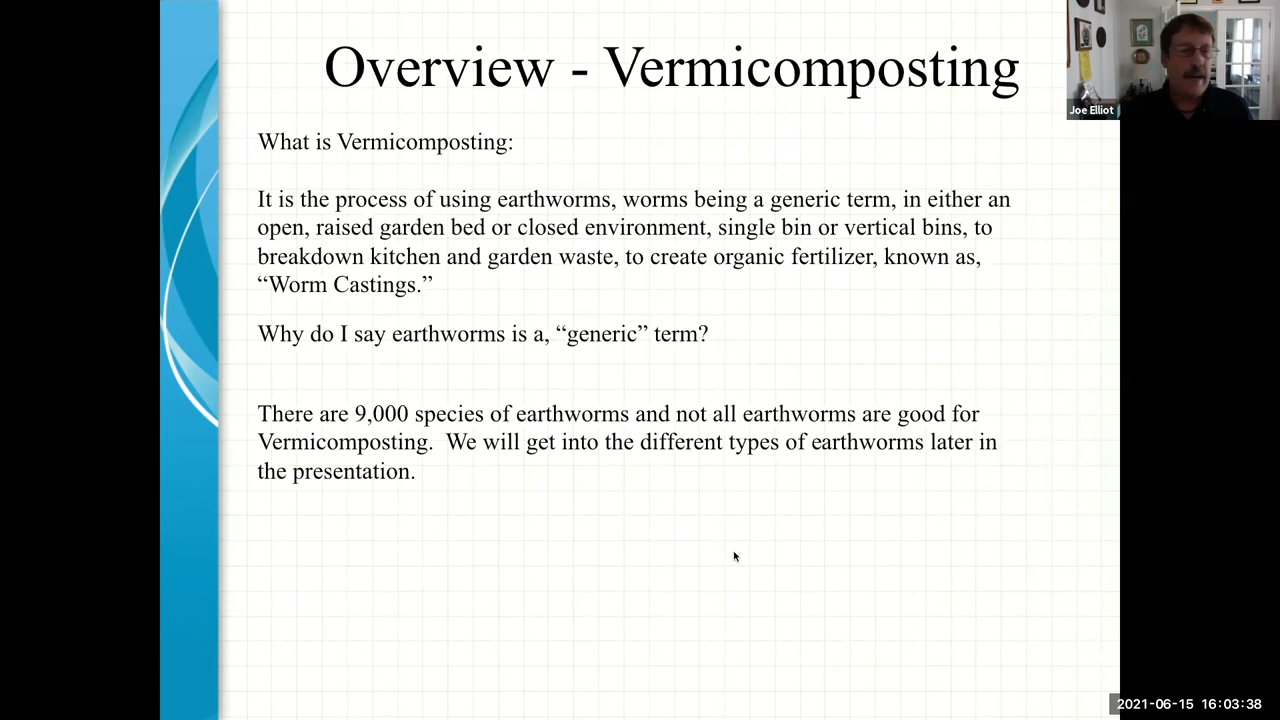 Overview - Vermicomposting
Joe Elliot
What is Vermicomposting:
It is the process of using earthworms, worms being a generic term, in either an
open, raised garden bed or closed environment, single bin or vertical bins, to
breakdown kitchen and garden waste, to create organic fertilizer, known as,
“Worm Castings.”
Why do I say earthworms is a, “generic” term?
There are 9,000 species of earthworms and not all earthworms are good for
Vermicomposting.  We will get into the different types of earthworms later in
the presentation.
2021-06-15 16:03:38